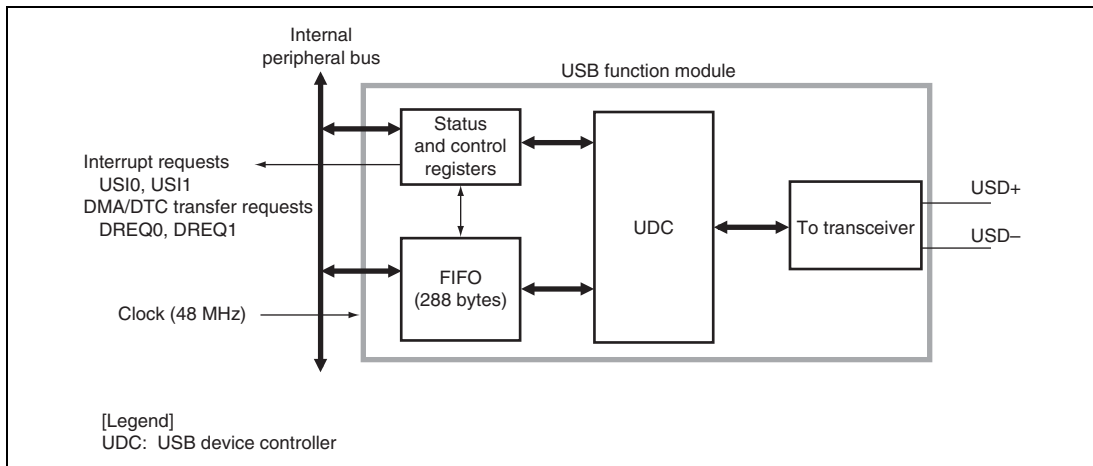 Internal
peripheral bus
USB function module
Status
and control
registers
Interrupt requests
USI0, USI1
DMA/DTC transfer requests
DREQ0, DREQ1
UDC
To transceiver
USD+
USD–
FIFO
(288 bytes)
Clock (48 MHz)
[Legend]
UDC: USB device controller